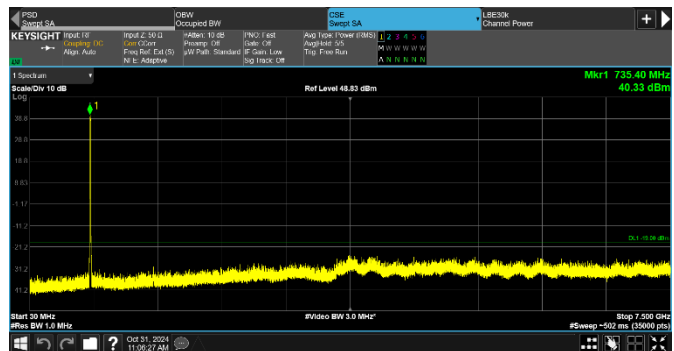 PSD
Swept SA
OBW
Occupied BW
CSE
Swept SA
LBE30k
Channel Power
KEYSIGHT
Input: RF
Coupling: DC
Align: Auto
Input Z: 50 Ω
Corr CCorr
Freq Ref: Ext (S)
NFE: Adaptive
#Atten: 10 dB
Preamp: Off
µW Path: Standard
PNO: Fast
Gate: Off
IF Gain: Low
Sig Track: Off
Avg Type: Power (RMS)
Avg|Hold: 5/5
Trig: Free Run
1 2 3 4 5 6
M W W W W W
A N N N N N
1 Spectrum
Scale/Div 10 dB
Ref Level 48.83 dBm
Mkr1 735.40 MHz
40.33 dBm
Log
1
38.8
28.8
18.8
8.83
-1.17
-11.2
-21.2
-31.2
-41.2
Start 30 MHz
#Res BW 1.0 MHz
#Video BW 3.0 MHz*
Stop 7.500 GHz
#Sweep ~502 ms (35000 pts)
Oct 31, 2024
11:06:27 AM